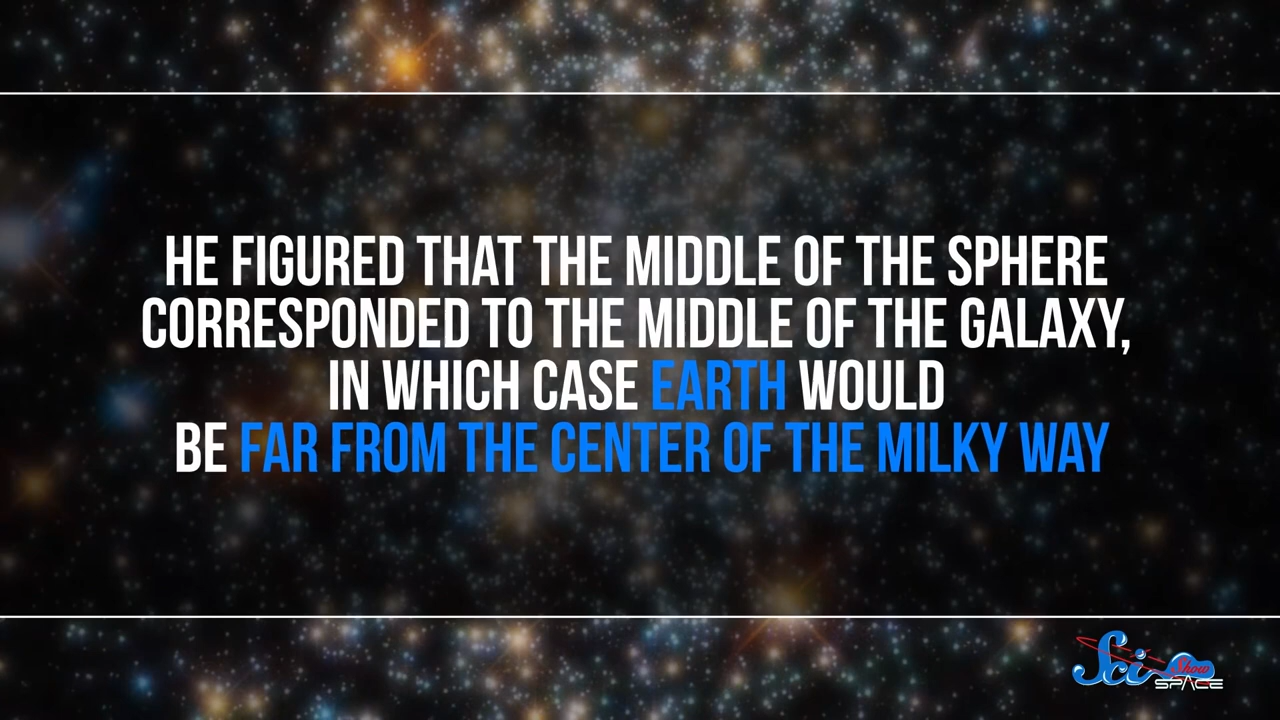 HE FIGURED THAT THE MIDDLE OF THE SPHERE
CORRESPONDED TO THE MIDDLE OF THE GALAXY,
IN WHICH CASE EARTH WOULD
BE FAR FROM THE CENTER OF THE MILKY WAY
Sci Show
SPACE